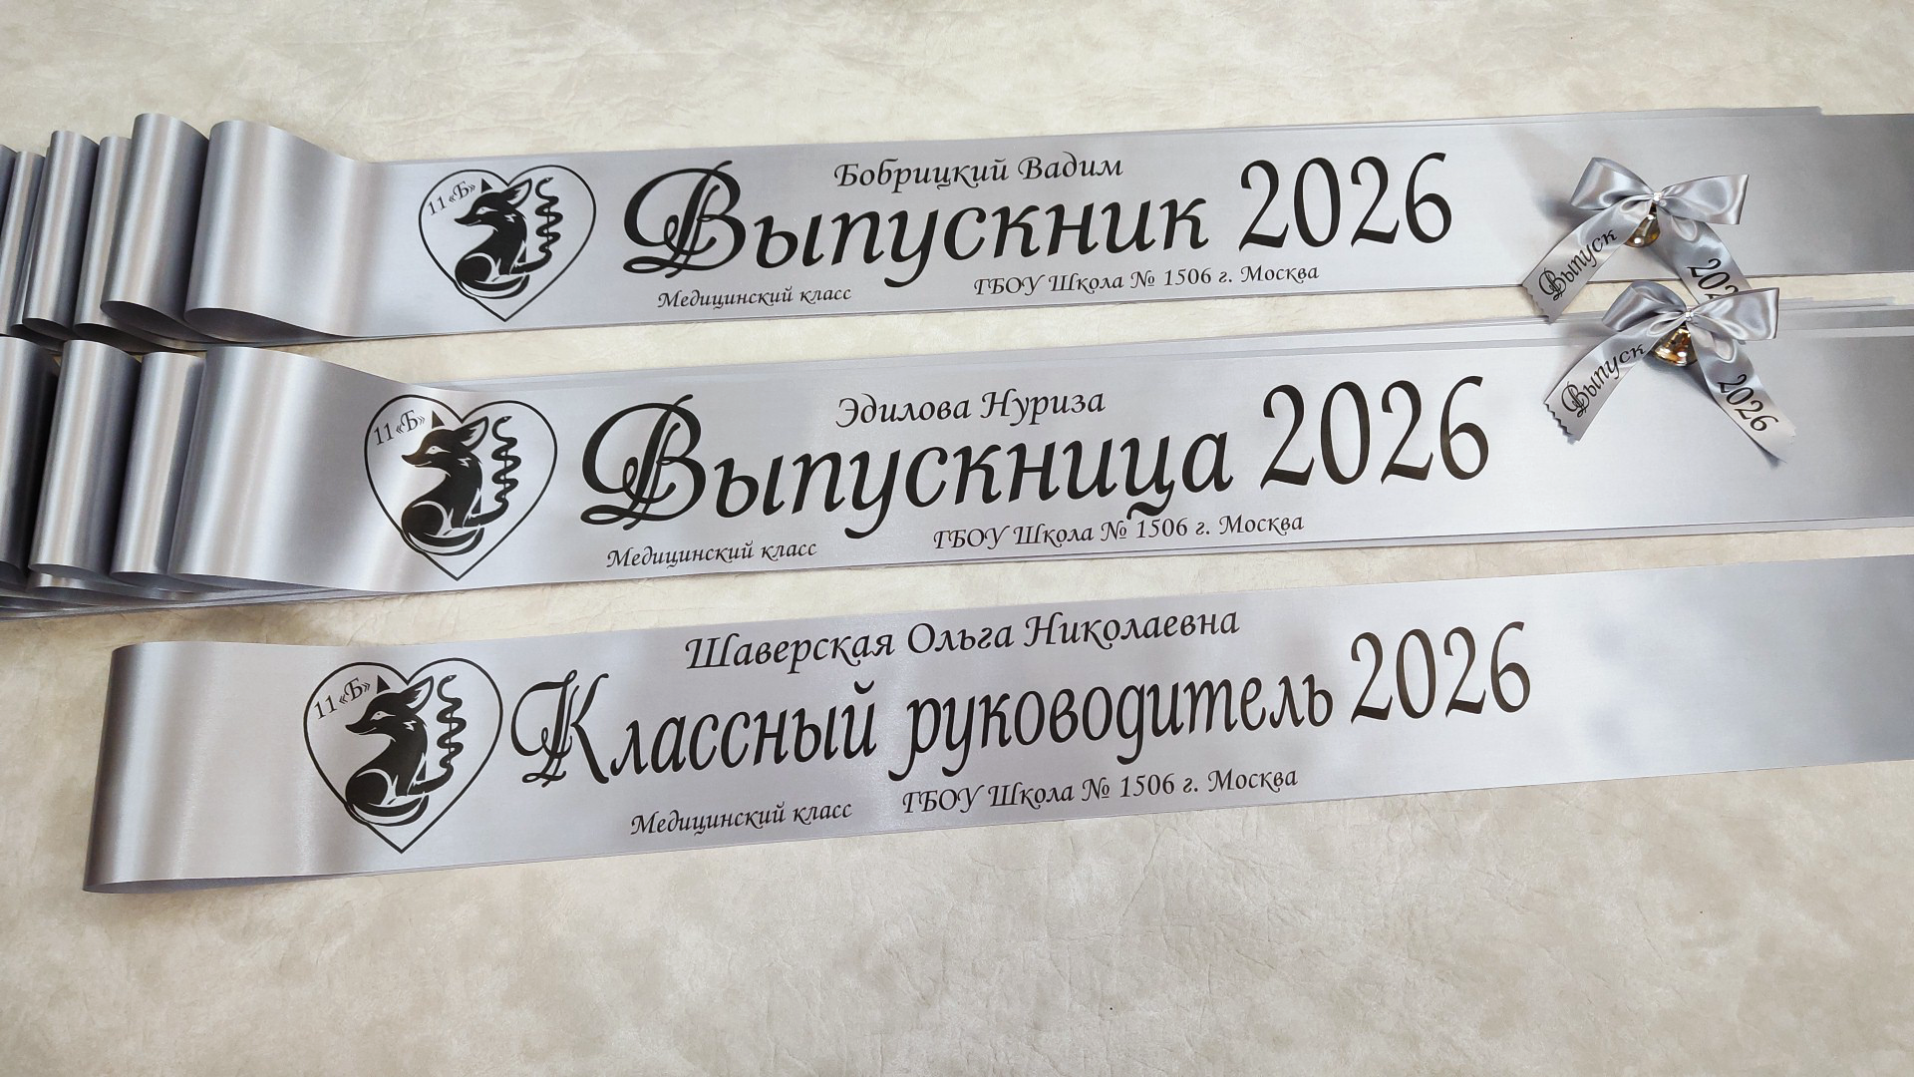 11«Б»
Бобрицкий Вадим
Выпускник 2026
Медицинский класс
ГБОУ Школа № 1506 г. Москва
Выпуск
202
11«Б»
Эдилова Нуриза
Выпускница 2026
Медицинский класс
ГБОУ Школа № 1506 г. Москва
Выпуск
2026
11«Б»
Шаверская Ольга Николаевна
Классный руководитель 2026
Медицинский класс
ГБОУ Школа № 1506 г. Москва